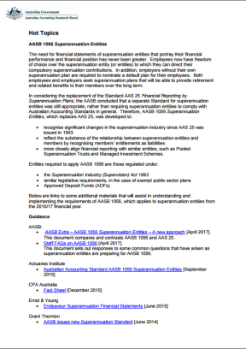 Australian Government
Australian Accounting Standards Board
Hot Topics
AASB 1056 Superannuation Entities
The need for financial statements of superannuation entities that portray their financial
performance and financial position has never been greater. Employees now have freedom
of choice over the superannuation entity (or entities) to which they can direct their
compulsory superannuation contributions. In addition, employers without their own
superannuation plan are required to nominate a default plan for their employees. Both
employees and employers seek superannuation plans that will be able to provide retirement
and related benefits to their members over the long term.
In considering the replacement of the Standard AAS 25 Financial Reporting by
Superannuation Plans, the AASB concluded that a separate Standard for superannuation
entities was still appropriate, rather than requiring superannuation entities to comply with
Australian Accounting Standards in general. Therefore, AASB 1056 Superannuation
Entities, which replaces AAS 25, was developed to:
• recognise significant changes in the superannuation industry since AAS 25 was
issued in 1993
• reflect the substance of the relationship between superannuation entities and
members by recognising members' entitlements as liabilities
• more closely align financial reporting with similar entities, such as Pooled
Superannuation Trusts and Managed Investment Schemes.
Entities required to apply AASB 1056 are those regulated under:
• the Superannuation Industry (Supervision) Act 1993
• similar legislative requirements, in the case of exempt public sector plans
• Approved Deposit Funds (ADFs).
Below are links to some additional materials that will assist in understanding and
implementing the requirements of AASB 1056, which applies to superannuation entities from
the 2016/17 financial year.
Guidance
AASB
• AASB Extra – AASB 1056 Superannuation Entities – A new approach [April 2017].
This document compares and contrasts AASB 1056 and AAS 25.
• Staff FAQs on AASB 1056 [April 2017].
This document sets out responses to some common questions that have arisen as
superannuation entities are preparing for AASB 1056.
Actuaries Institute
• Australian Accounting Standard AASB 1056 Superannuation Entities [September
2015]
CPA Australia
• Fact Sheet [December 2015]
Ernst & Young
• Endeavour Superannuation Financial Statements [June 2015]
Grant Thornton
• AASB issues new Superannuation Standard [June 2014]